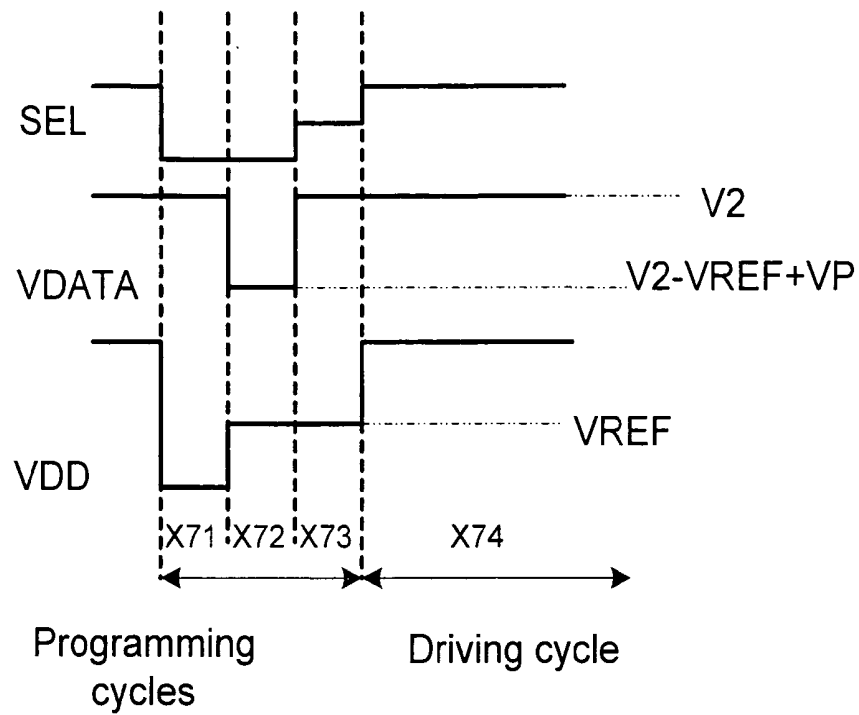 SEL
V2
VDATA
V2-VREF+VP
VREF
VDD
X71 X72 X73 X74
Programming
cycles
Driving cycle